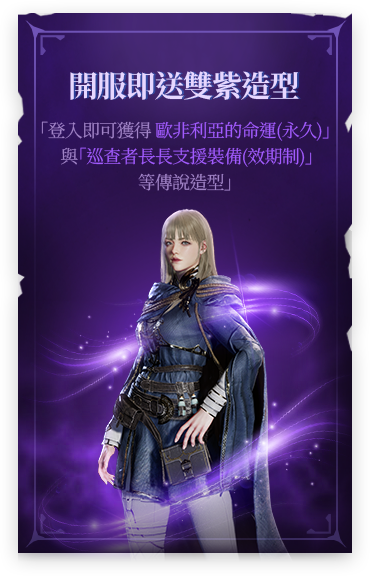 開服即送雙紫造型
「登入即可獲得 歐非利亞的命運(永久)」
與「巡查者長長支援裝備(效期制)」
等傳說造型」